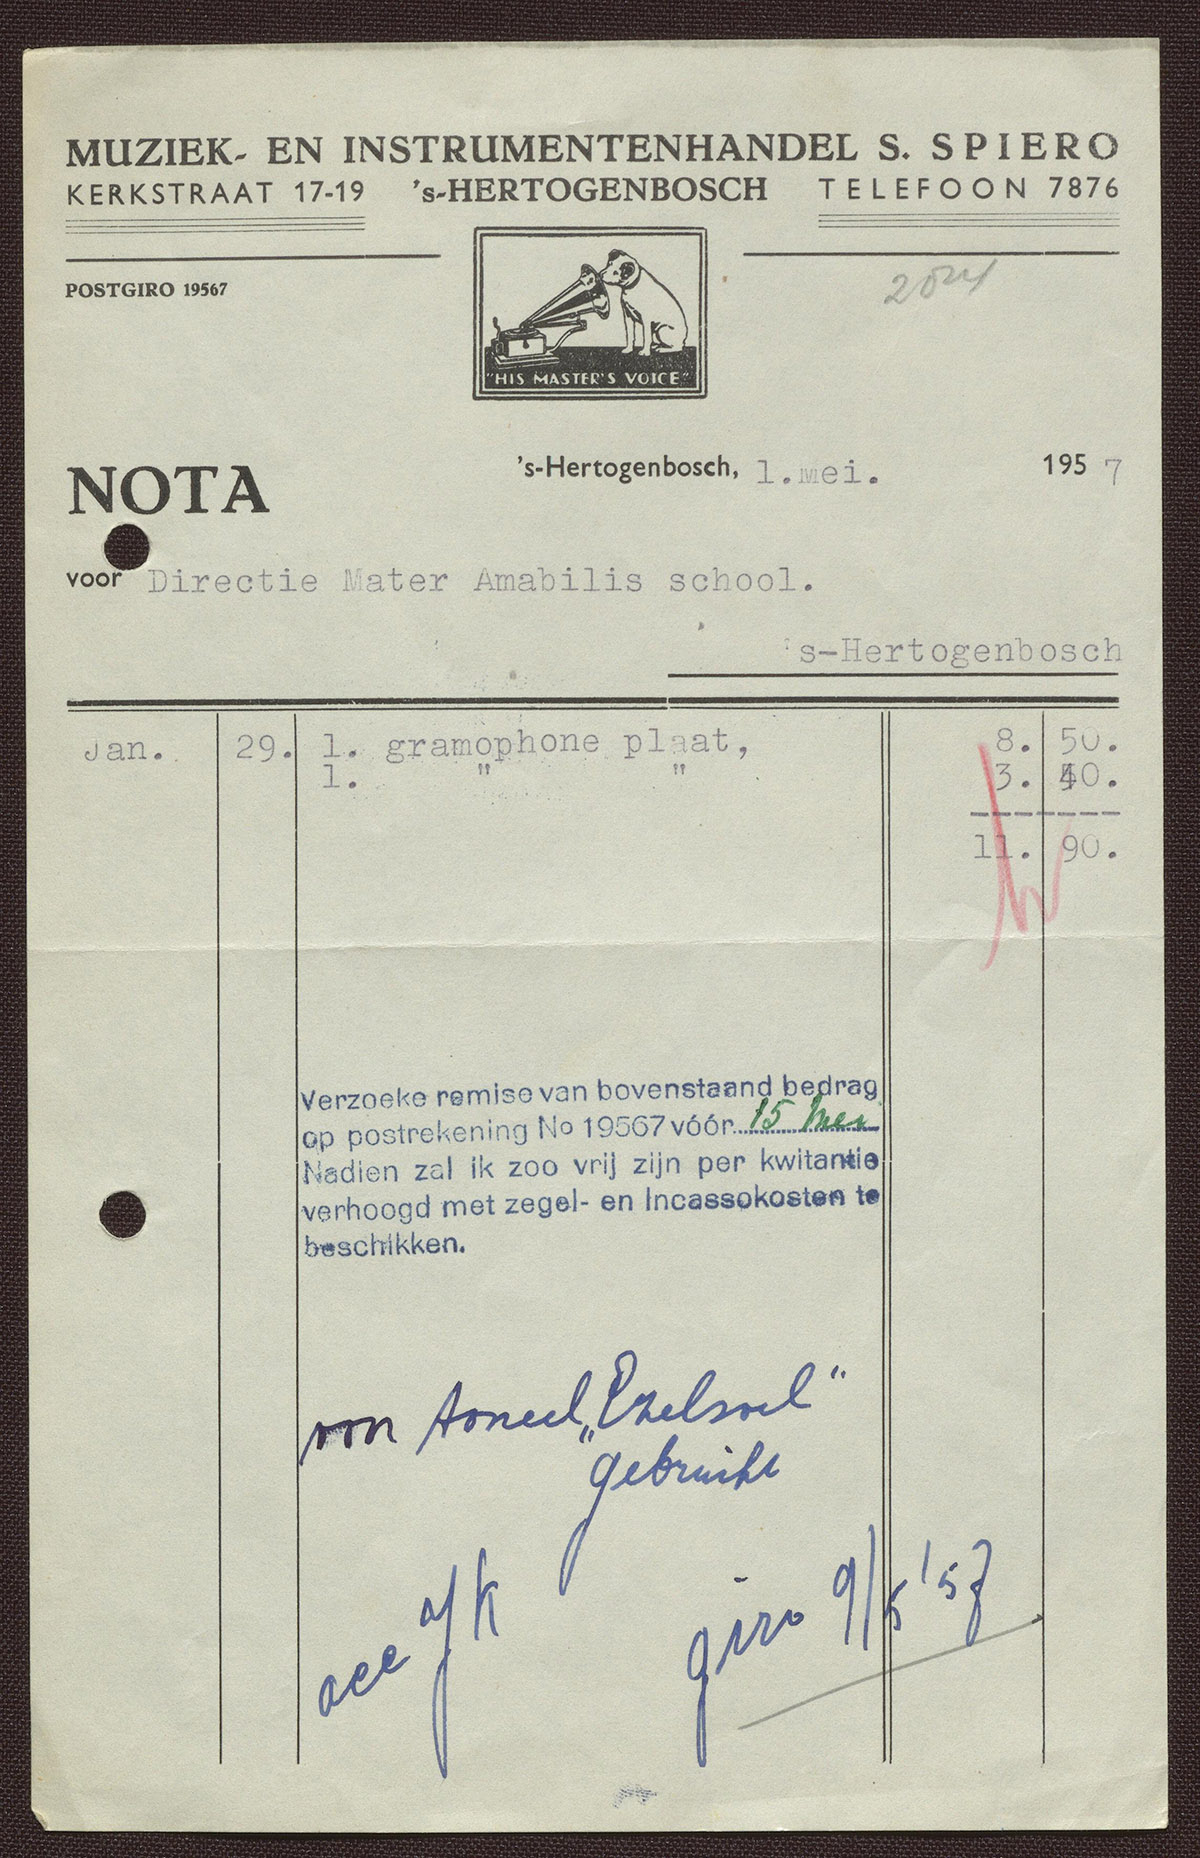 MUZIEK- EN INSTRUMENTENHANDEL S. SPIERO
KERKSTRAAT 17-19 's-HERTOGENBOSCH TELEFOON 7876
POSTGIRO 19567
"HIS MASTER'S VOICE"
's-Hertogenbosch, 1.mei. 1957
NOTA
voor Directie Mater Amabilis school.
's-Hertogenbosch
Jan. 29. 1. gramophone plaat, 8. 50.
1. " " 3. 40.
11. 90.
Verzoeke remise van bovenstaand bedrag
op postrekening No 19567 vóór 15 Mei
Nadien zal ik zoo vrij zijn per kwitantie
verhoogd met zegel- en Incassokosten te
beschikken.
voor toneel „Ezelsvel"
gebruikt
acc
giro 9/5 '57